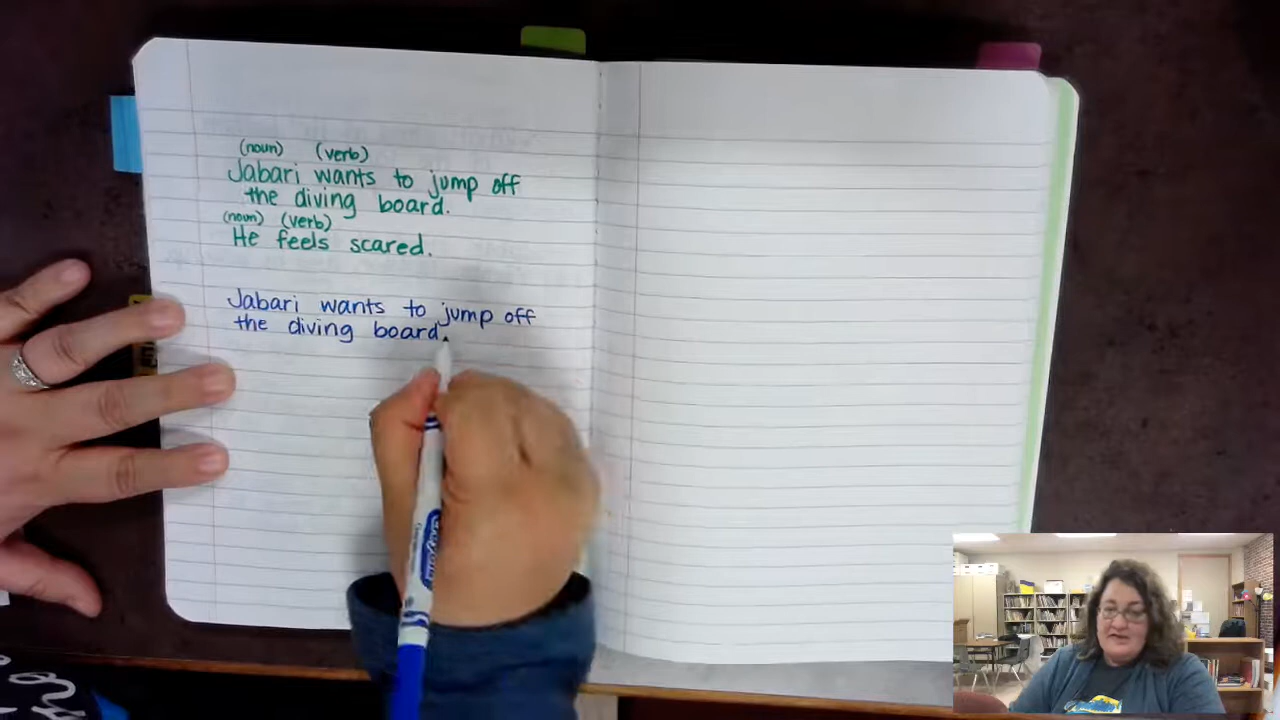 (noun) (verb)
Jabari wants to jump off
the diving board.
(noun) (verb)
He feels scared.
Jabari wants to jump off
the diving board.
Crayola